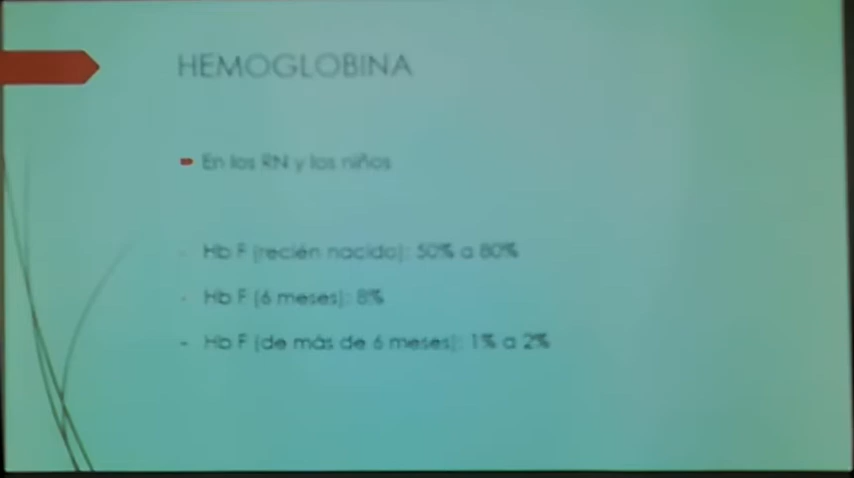 HEMOGLOBINA
En los RN y los niños
- Hb F (recién nacido): 50% a 80%
- Hb F (6 meses): 8%
- Hb F (de más de 6 meses): 1% a 2%